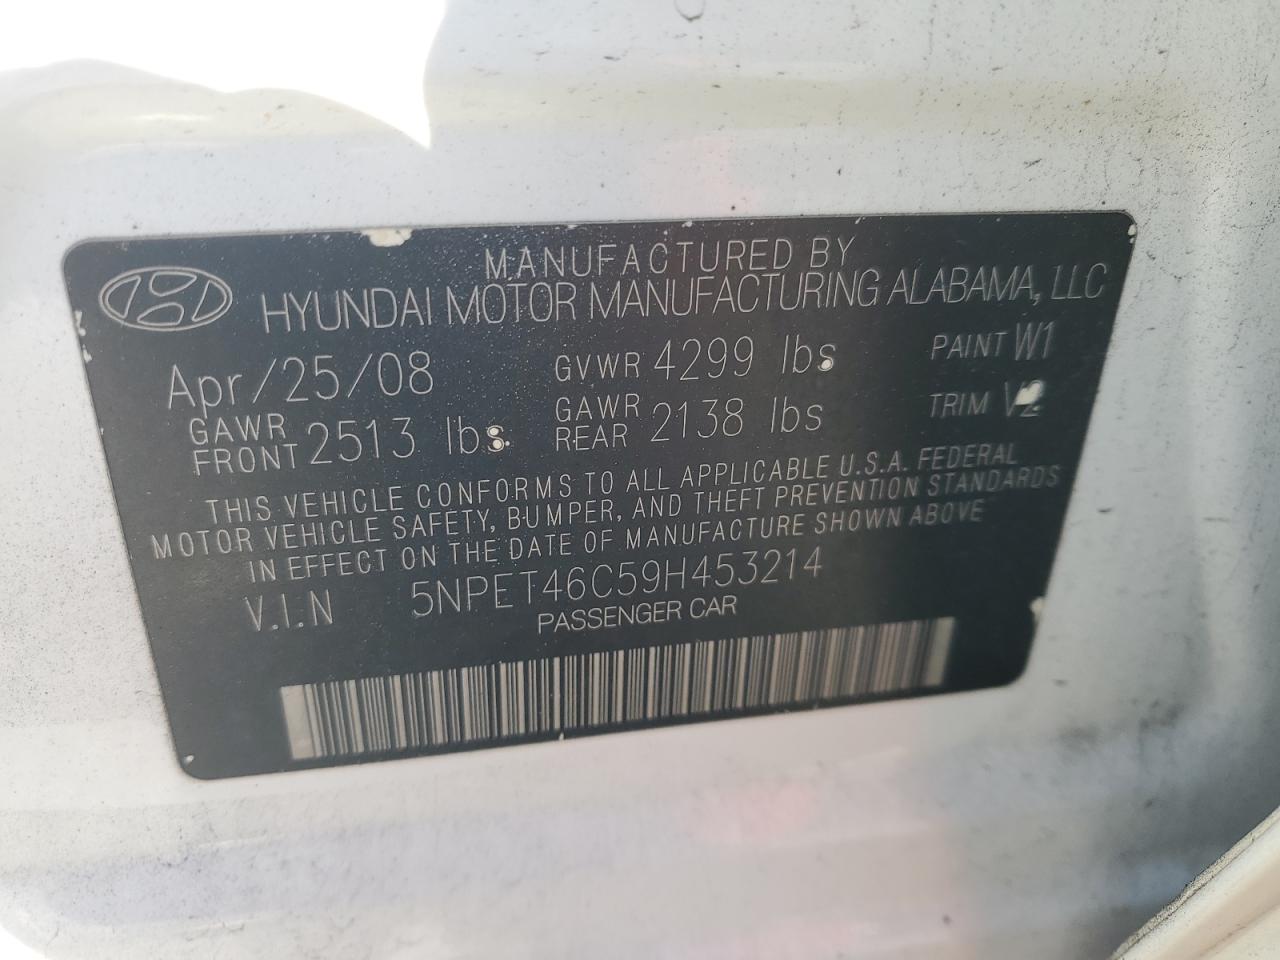 MANUFACTURED BY
HYUNDAI MOTOR MANUFACTURING ALABAMA, LLC
Apr/25/08 GVWR 4299 lbs PAINT W1
GAWR FRONT 2513 lbs GAWR REAR 2138 lbs TRIM V2
THIS VEHICLE CONFORMS TO ALL APPLICABLE U.S.A. FEDERAL
MOTOR VEHICLE SAFETY, BUMPER, AND THEFT PREVENTION STANDARDS
IN EFFECT ON THE DATE OF MANUFACTURE SHOWN ABOVE
V.I.N 5NPET46C59H453214
PASSENGER CAR